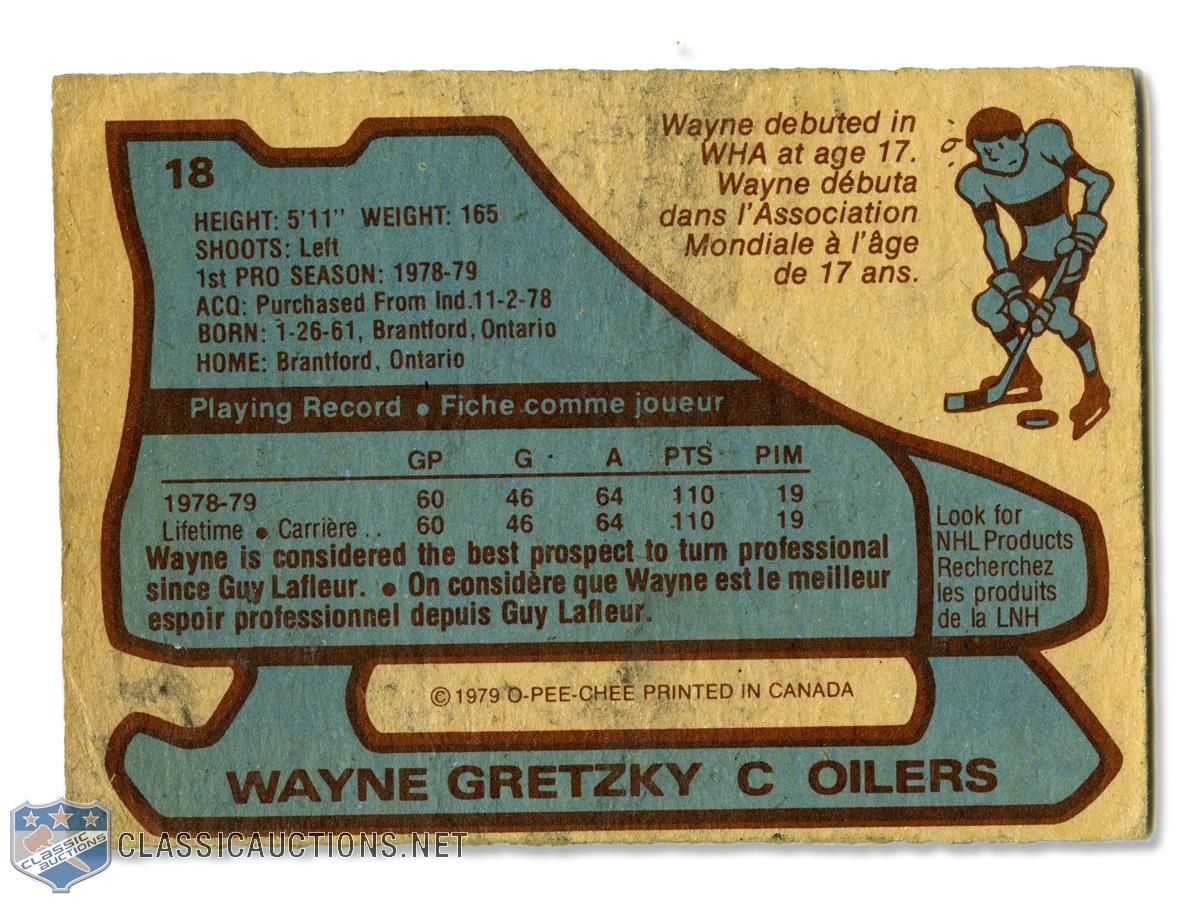 18
HEIGHT: 5'11" WEIGHT: 165
SHOOTS: Left
1st PRO SEASON: 1978-79
ACQ: Purchased From Ind.11-2-78
BORN: 1-26-61, Brantford, Ontario
HOME: Brantford, Ontario
Wayne debuted in
WHA at age 17.
Wayne débuta
dans l'Association
Mondiale à l'âge
de 17 ans.
Playing Record • Fiche comme joueur
GP G A PTS PIM
1978-79 60 46 64 110 19
Lifetime • Carrière .. 60 46 64 110 19
Wayne is considered the best prospect to turn professional
since Guy Lafleur. • On considère que Wayne est le meilleur
espoir professionnel depuis Guy Lafleur.
Look for
NHL Products
Recherchez
les produits
de la LNH
© 1979 O-PEE-CHEE PRINTED IN CANADA
WAYNE GRETZKY C OILERS
CLASSIC
AUCTIONS
CLASSICAUCTIONS.NET